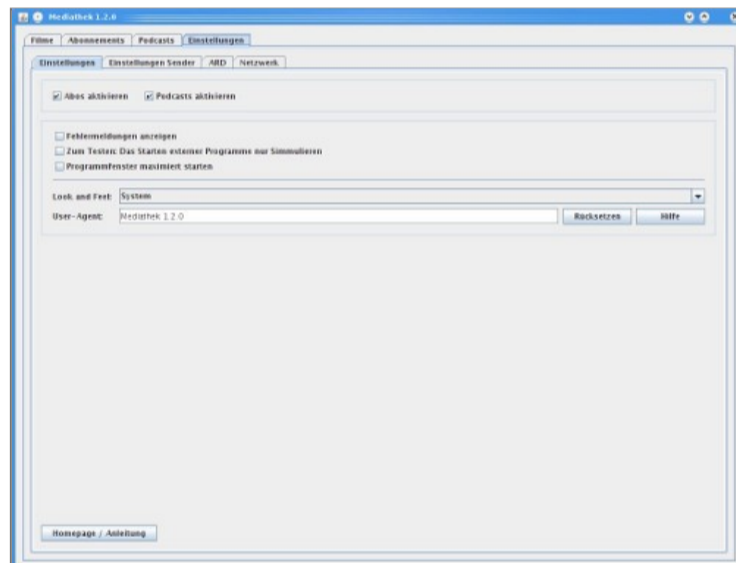 Mediathek 1.2.0
Filme Abonnements Podcasts Einstellungen
Einstellungen Einstellungen Sender ARD Netzwerk
Abos aktivieren Podcasts aktivieren
Fehlermeldungen anzeigen
Zum Testen: Das Starten externer Programme nur Simmulieren
Programmfenster maximiert starten
Look and Feel: System
User-Agent: Mediathek 1.2.0 Rücksetzen Hilfe
Homepage / Anleitung